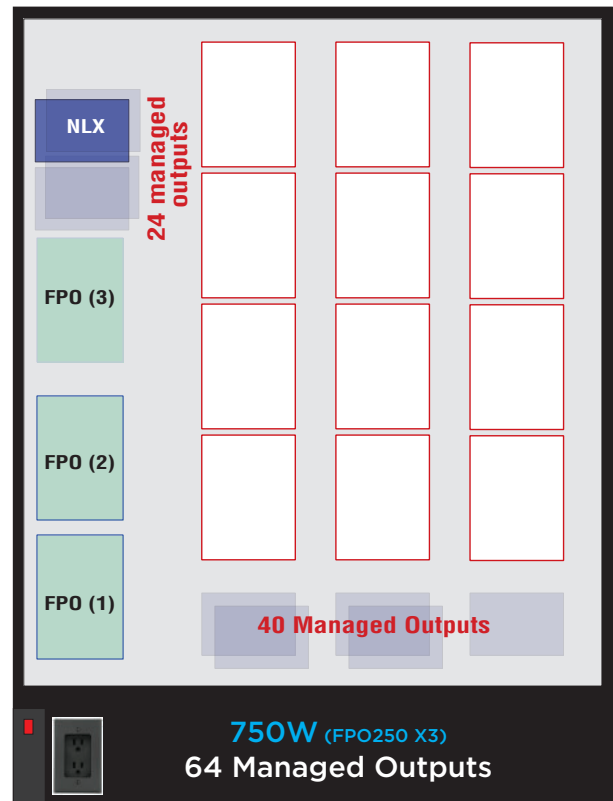 NLX
24 managed
outputs
FPO (3)
FPO (2)
FPO (1)
40 Managed Outputs
750W (FPO250 X3)
64 Managed Outputs